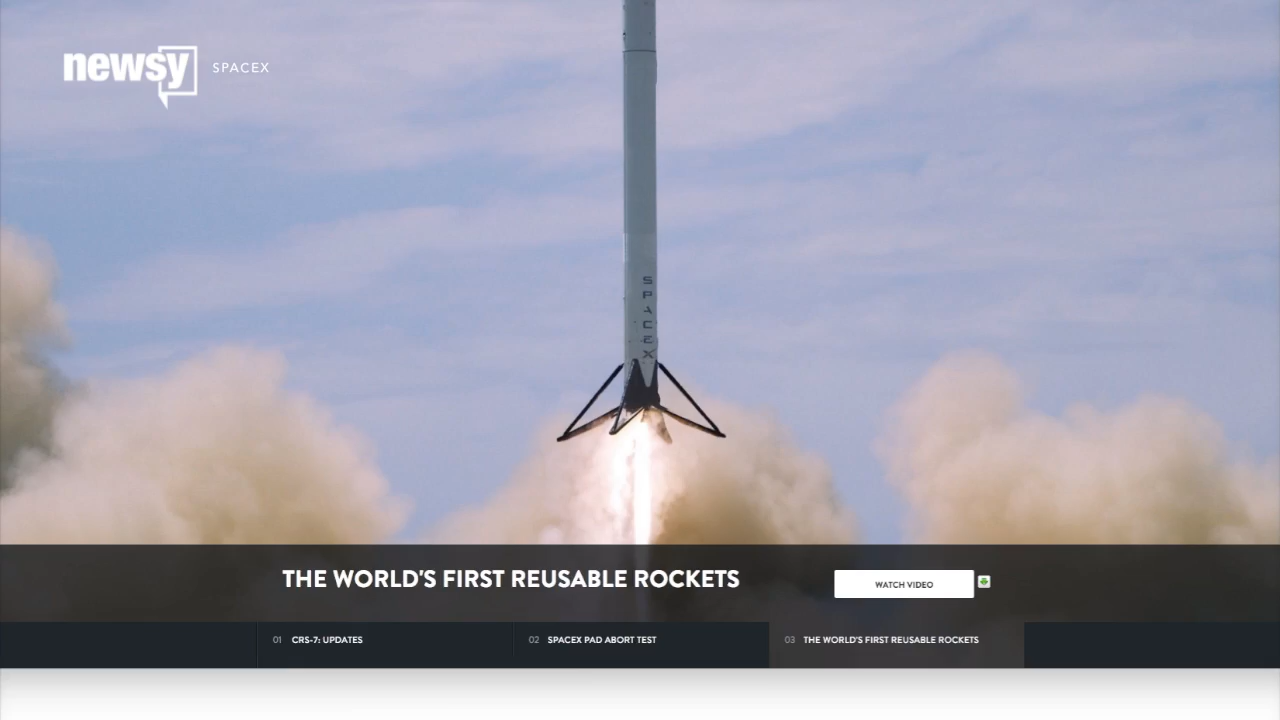 newsy SPACEX
SPACEX
THE WORLD'S FIRST REUSABLE ROCKETS
WATCH VIDEO
01 CRS-7: UPDATES
02 SPACEX PAD ABORT TEST
03 THE WORLD'S FIRST REUSABLE ROCKETS